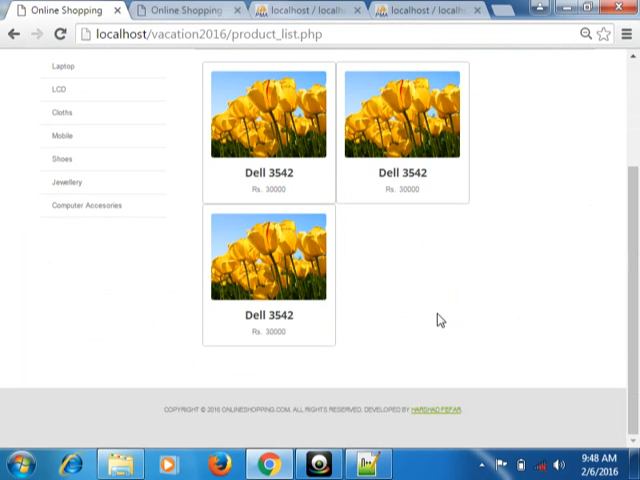 Online Shopping
Online Shopping
localhost / localh
localhost / localh
localhost/vacation2016/product_list.php
Laptop
LCD
Cloths
Mobile
Shoes
Jewellery
Computer Accesories
Dell 3542
Rs. 30000
Dell 3542
Rs. 30000
Dell 3542
Rs. 30000
COPYRIGHT © 2016 ONLINESHOPPING.COM. ALL RIGHTS RESERVED. DEVELOPED BY HARSHAD FEFAR.
9:48 AM
2/6/2016